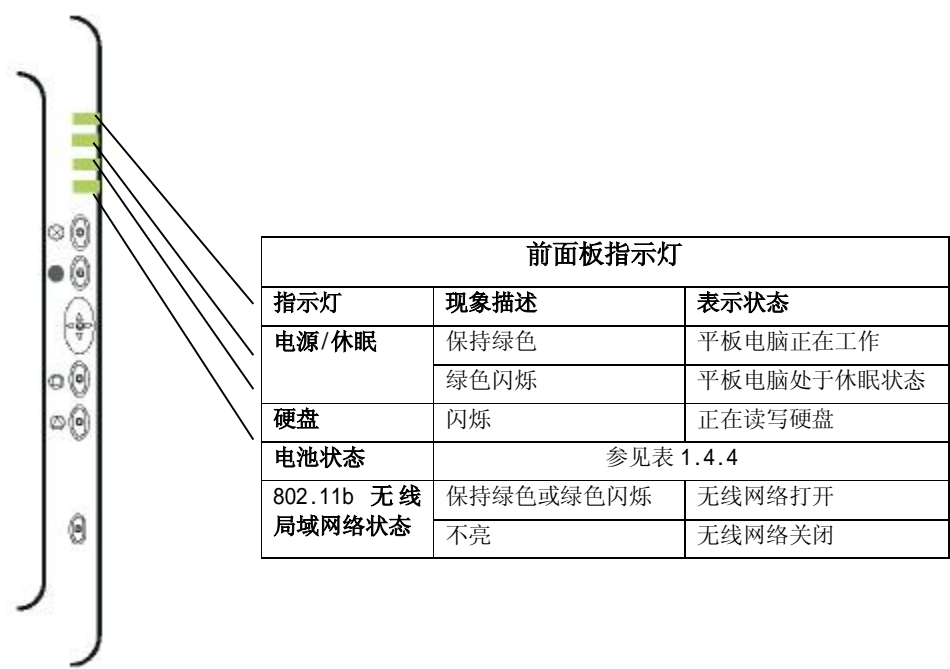 前面板指示灯
指示灯 现象描述 表示状态
电源/休眠 保持绿色 平板电脑正在工作
绿色闪烁 平板电脑处于休眠状态
硬盘 闪烁 正在读写硬盘
电池状态 参见表 1.4.4
802.11b 无线 保持绿色或绿色闪烁 无线网络打开
局域网络状态 不亮 无线网络关闭